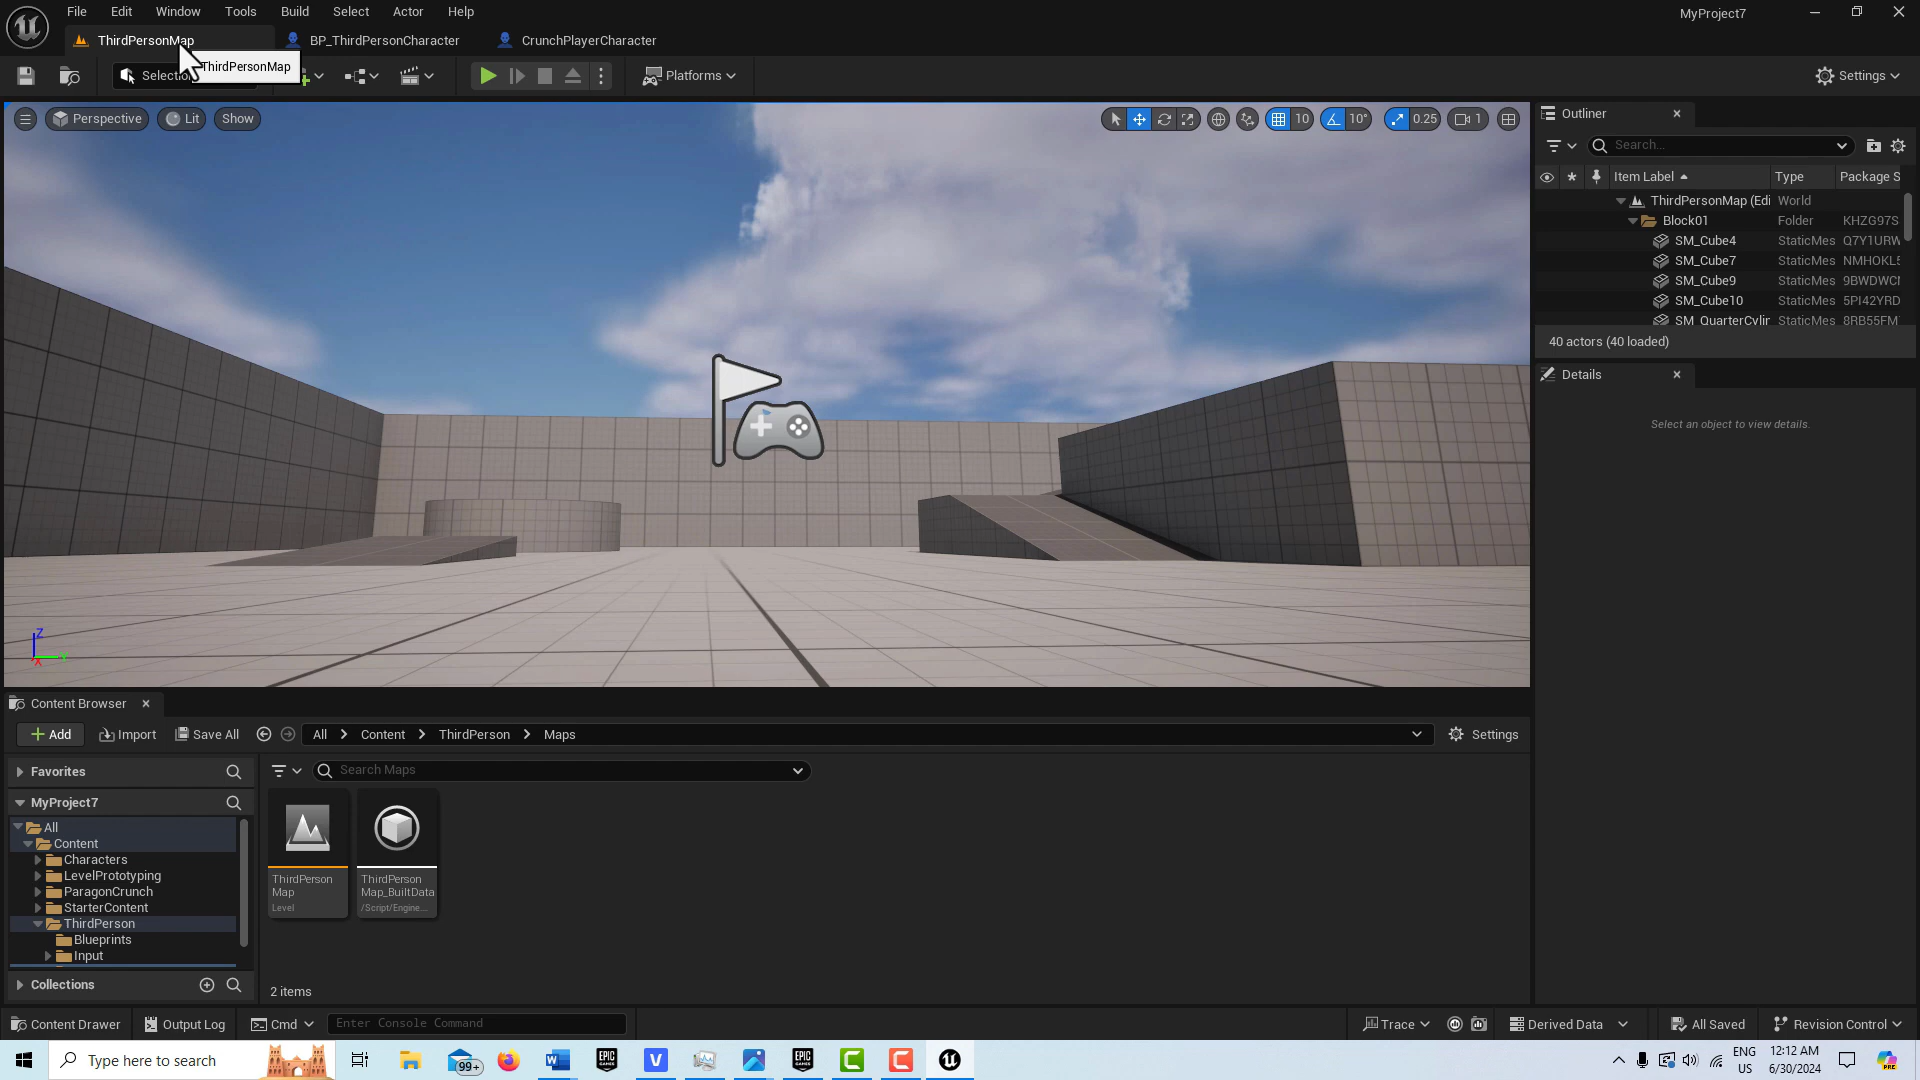 File Edit Window Tools Build Select Actor Help
MyProject7
ThirdPersonMap
BP_ThirdPersonCharacter
CrunchPlayerCharacter
ThirdPersonMap
Platforms
Settings
Perspective
Lit
Show
10
10°
0.25
1
Outliner
Search...
Item Label
Type
Package S
ThirdPersonMap (Edi World
Block01 Folder KHZG97S
SM_Cube4 StaticMes Q7Y1URW
SM_Cube7 StaticMes NMHOKL5
SM_Cube9 StaticMes 9BWDWCI
SM_Cube10 StaticMes 5PI42YRD
SM_QuarterCylin StaticMes 8RB55FM
40 actors (40 loaded)
Details
Select an object to view details.
Z
Content Browser
Add
Import
Save All
All
Content
ThirdPerson
Maps
Settings
Favorites
Search Maps
MyProject7
All
Content
Characters
LevelPrototyping
ParagonCrunch
StarterContent
ThirdPerson
Blueprints
Input
Collections
ThirdPerson
Map
Level
ThirdPerson
Map_BuiltData
/Script/Engine...
2 items
Content Drawer
Output Log
Cmd
Enter Console Command
Trace
Derived Data
All Saved
Revision Control
Type here to search
99+
ENG
US
12:12 AM
6/30/2024